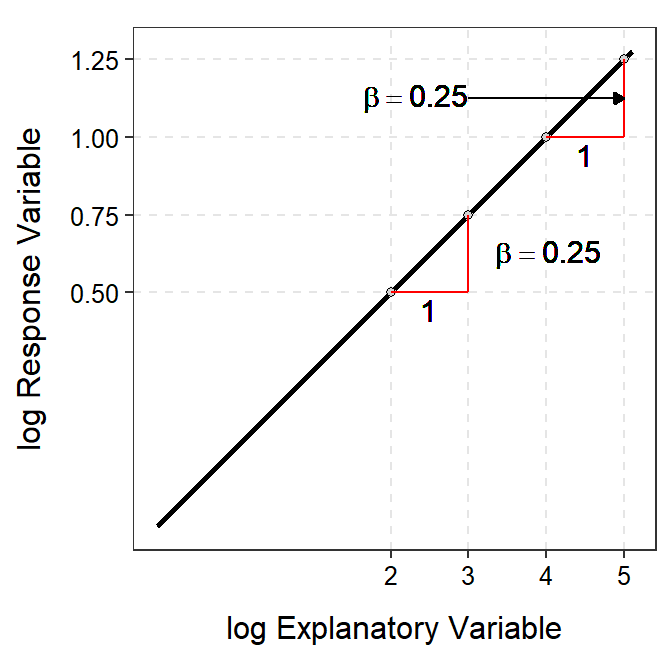 1.25
1.00
0.75
0.50
log Response Variable
β = 0.25
1
β = 0.25
1
2 3 4 5
log Explanatory Variable